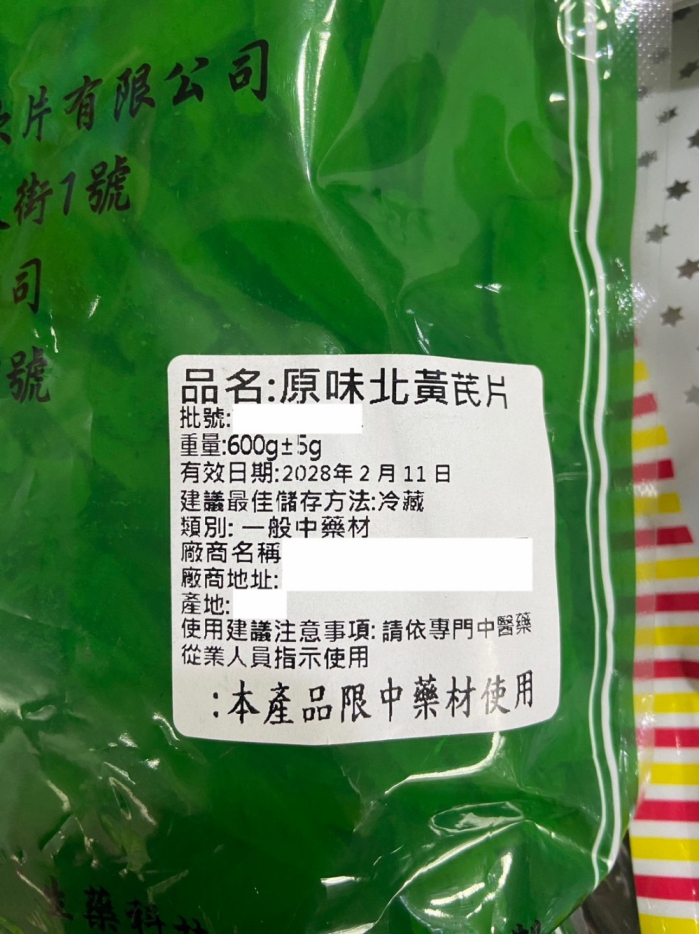 片有限公司
街1號
司
號
品名:原味北黃芪片
批號:
重量:600g±5g
有效日期:2028年2月11日
建議最佳儲存方法:冷藏
類別: 一般中藥材
廠商名稱
廠商地址:
產地:
使用建議注意事項: 請依專門中醫藥
從業人員指示使用
:本產品限中藥材使用
生藥科技